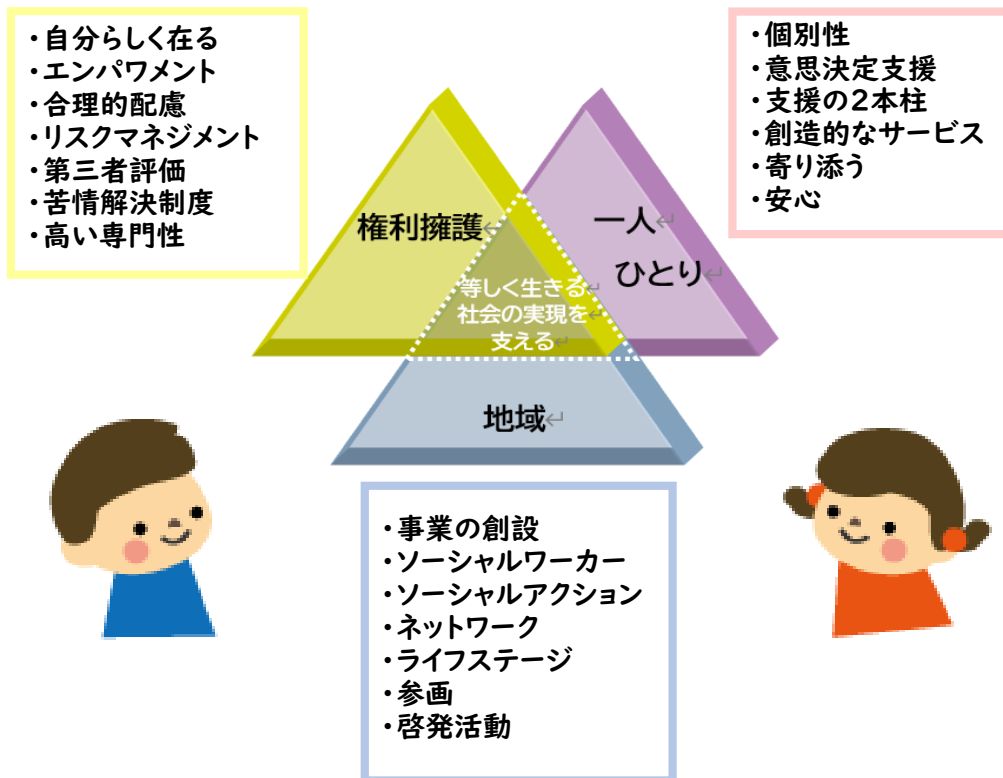 ・自分らしく在る
・エンパワメント
・合理的配慮
・リスクマネジメント
・第三者評価
・苦情解決制度
・高い専門性
・個別性
・意思決定支援
・支援の2本柱
・創造的なサービス
・寄り添う
・安心
権利擁護↵
一人↵
ひとり↵
等しく生きる↵
社会の実現を↵
支える↵
地域↵
・事業の創設
・ソーシャルワーカー
・ソーシャルアクション
・ネットワーク
・ライフステージ
・参画
・啓発活動